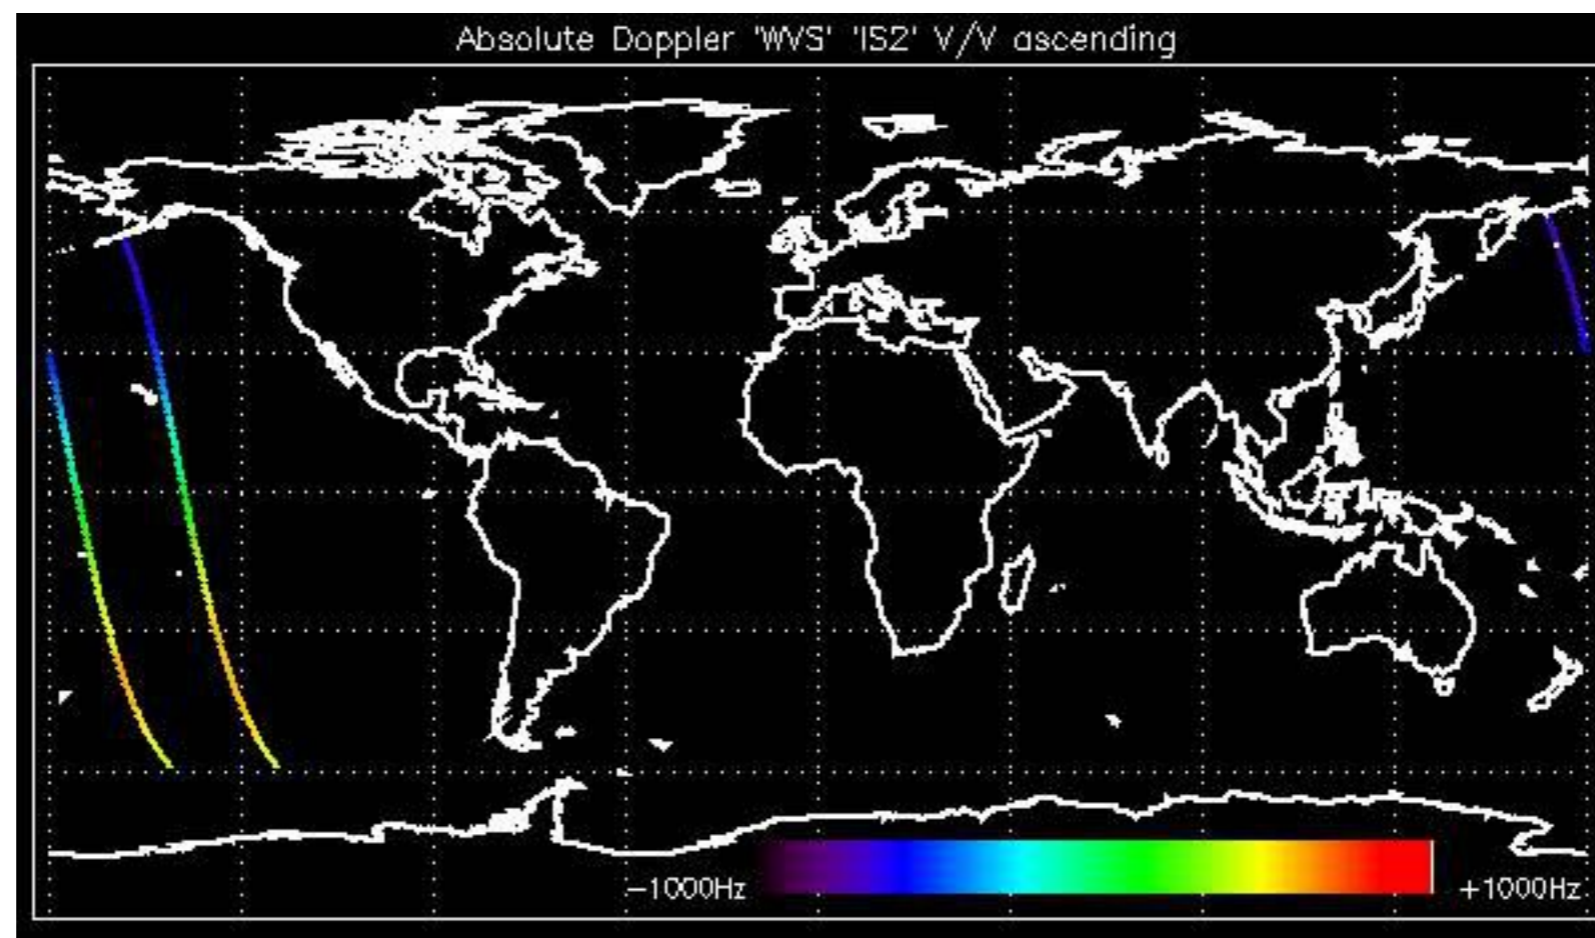 Absolute Doppler 'WVS' 'IS2' V/V ascending
−1000Hz +1000Hz